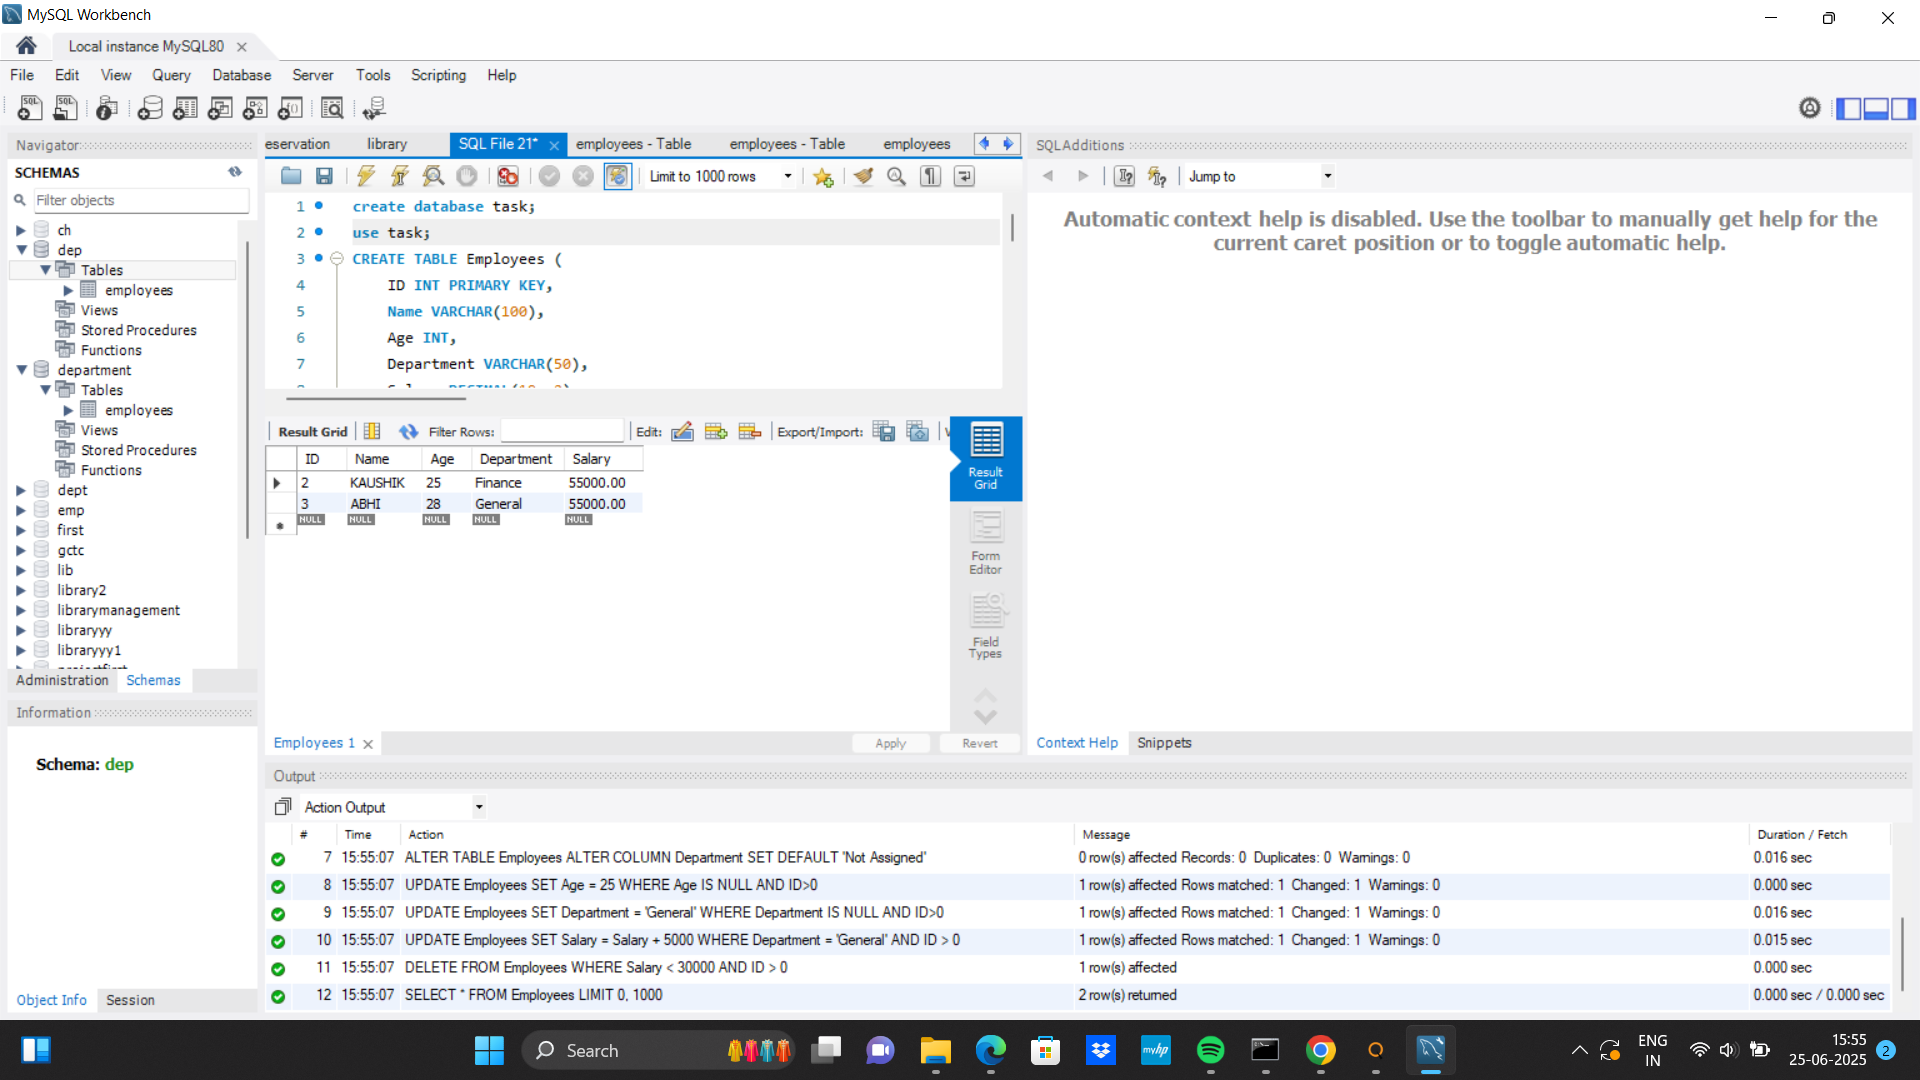 MySQL Workbench
Local instance MySQL80
File Edit View Query Database Server Tools Scripting Help
Navigator
SCHEMAS
Filter objects
ch
dep
Tables
employees
Views
Stored Procedures
Functions
department
Tables
employees
Views
Stored Procedures
Functions
dept
emp
first
gctc
lib
library2
librarymanagement
libraryyy
libraryyy1
Administration Schemas
Information
Schema: dep
Object Info Session
eservation library SQL File 21* employees - Table employees - Table employees
Limit to 1000 rows
1 create database task;
2 use task;
3 CREATE TABLE Employees (
4 ID INT PRIMARY KEY,
5 Name VARCHAR(100),
6 Age INT,
7 Department VARCHAR(50),
Result Grid Filter Rows: Edit: Export/Import:
ID Name Age Department Salary
2 KAUSHIK 25 Finance 55000.00
3 ABHI 28 General 55000.00
NULL NULL NULL NULL NULL
Result Grid
Form Editor
Field Types
Employees 1 Apply Revert
SQLAdditions
Jump to
Automatic context help is disabled. Use the toolbar to manually get help for the
current caret position or to toggle automatic help.
Context Help Snippets
Output
Action Output
# Time Action Message Duration / Fetch
7 15:55:07 ALTER TABLE Employees ALTER COLUMN Department SET DEFAULT 'Not Assigned' 0 row(s) affected Records: 0 Duplicates: 0 Warnings: 0 0.016 sec
8 15:55:07 UPDATE Employees SET Age = 25 WHERE Age IS NULL AND ID>0 1 row(s) affected Rows matched: 1 Changed: 1 Warnings: 0 0.000 sec
9 15:55:07 UPDATE Employees SET Department = 'General' WHERE Department IS NULL AND ID>0 1 row(s) affected Rows matched: 1 Changed: 1 Warnings: 0 0.016 sec
10 15:55:07 UPDATE Employees SET Salary = Salary + 5000 WHERE Department = 'General' AND ID > 0 1 row(s) affected Rows matched: 1 Changed: 1 Warnings: 0 0.015 sec
11 15:55:07 DELETE FROM Employees WHERE Salary < 30000 AND ID > 0 1 row(s) affected 0.000 sec
12 15:55:07 SELECT * FROM Employees LIMIT 0, 1000 2 row(s) returned 0.000 sec / 0.000 sec
Search
myhp
ENG
IN
15:55
25-06-2025
2